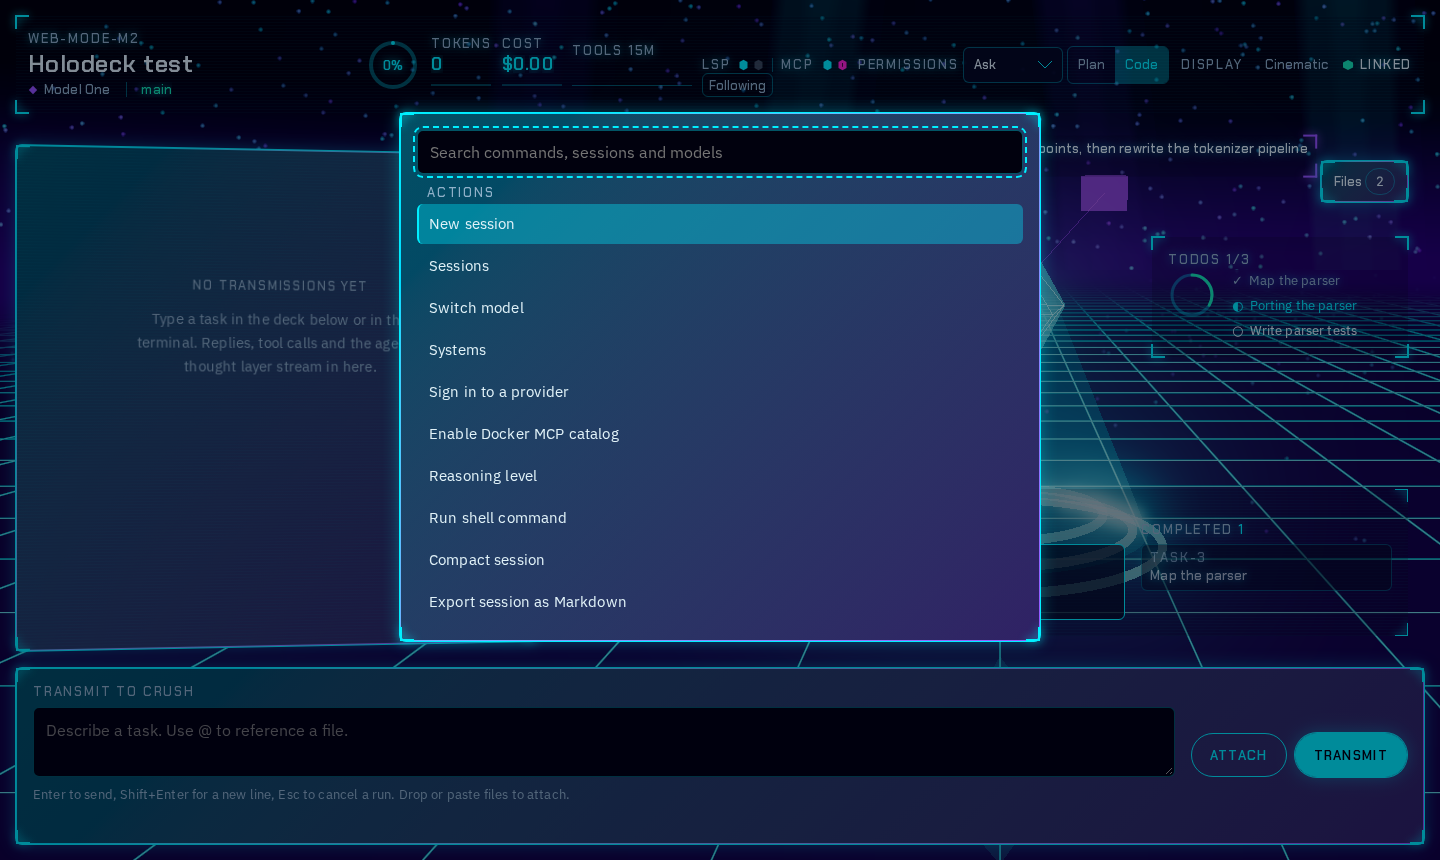 WEB-MODE-M2
Holodeck test
Model One
main
0%
TOKENS
0
COST
$0.00
TOOLS 15M
LSP
MCP
PERMISSIONS
Ask
Plan
Code
DISPLAY
Cinematic
LINKED
Following
Search commands, sessions and models
ACTIONS
New session
Sessions
Switch model
Systems
Sign in to a provider
Enable Docker MCP catalog
Reasoning level
Run shell command
Compact session
Export session as Markdown
NO TRANSMISSIONS YET
Type a task in the deck below or in
terminal. Replies, tool calls and the
thought layer stream in here.
then rewrite the tokenizer pipeline
Files 2
TODOS 1/3
✓ Map the parser
◐ Porting the parser
○ Write parser tests
COMPLETED 1
TASK-3
Map the parser
TRANSMIT TO CRUSH
Describe a task. Use @ to reference a file.
ATTACH
TRANSMIT
Enter to send, Shift+Enter for a new line, Esc to cancel a run. Drop or paste files to attach.